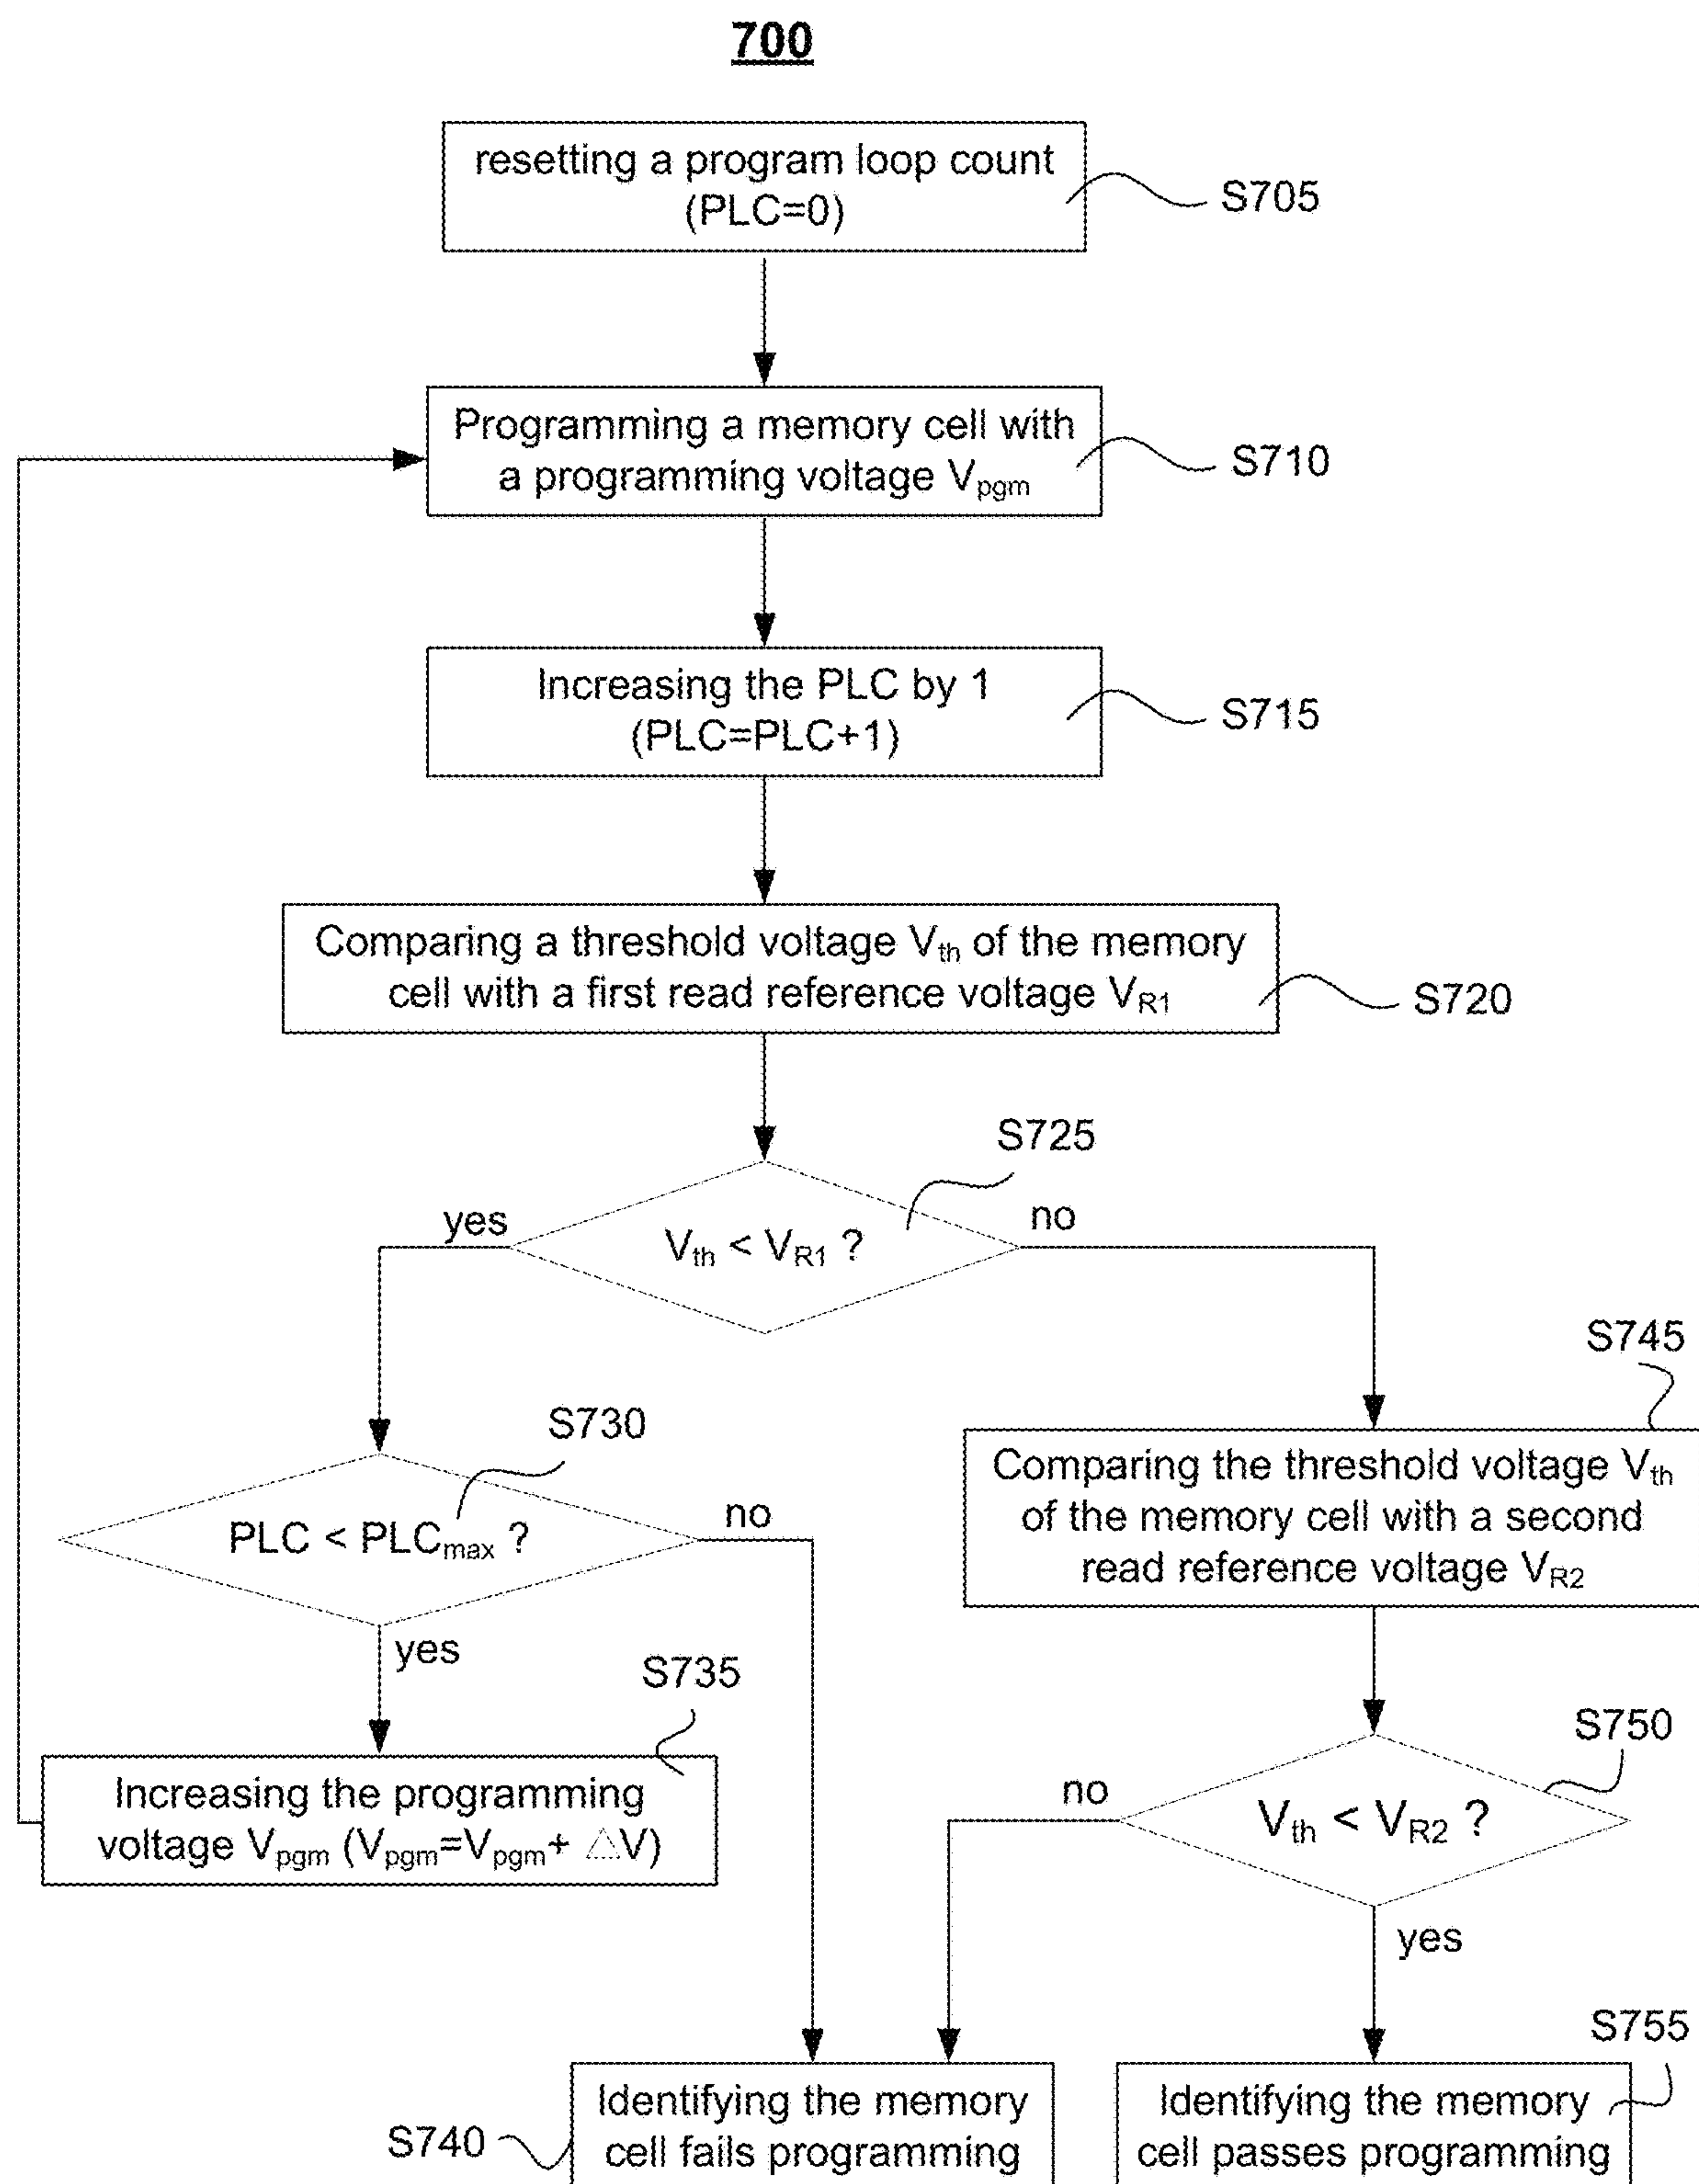 700
resetting a program loop count
(PLC=0)
S705
Programming a memory cell with
a programming voltage Vpgm
S710
Increasing the PLC by 1
(PLC=PLC+1)
S715
Comparing a threshold voltage Vth of the memory
cell with a first read reference voltage VR1
S720
S725
yes
Vth < VR1 ?
no
S745
S730
Comparing the threshold voltage Vth
of the memory cell with a second
read reference voltage VR2
PLC < PLCmax ?
no
yes
S735
S750
Increasing the programming
voltage Vpgm (Vpgm=Vpgm+ △V)
no
Vth < VR2 ?
yes
S755
S740
Identifying the memory
cell fails programming
Identifying the memory
cell passes programming